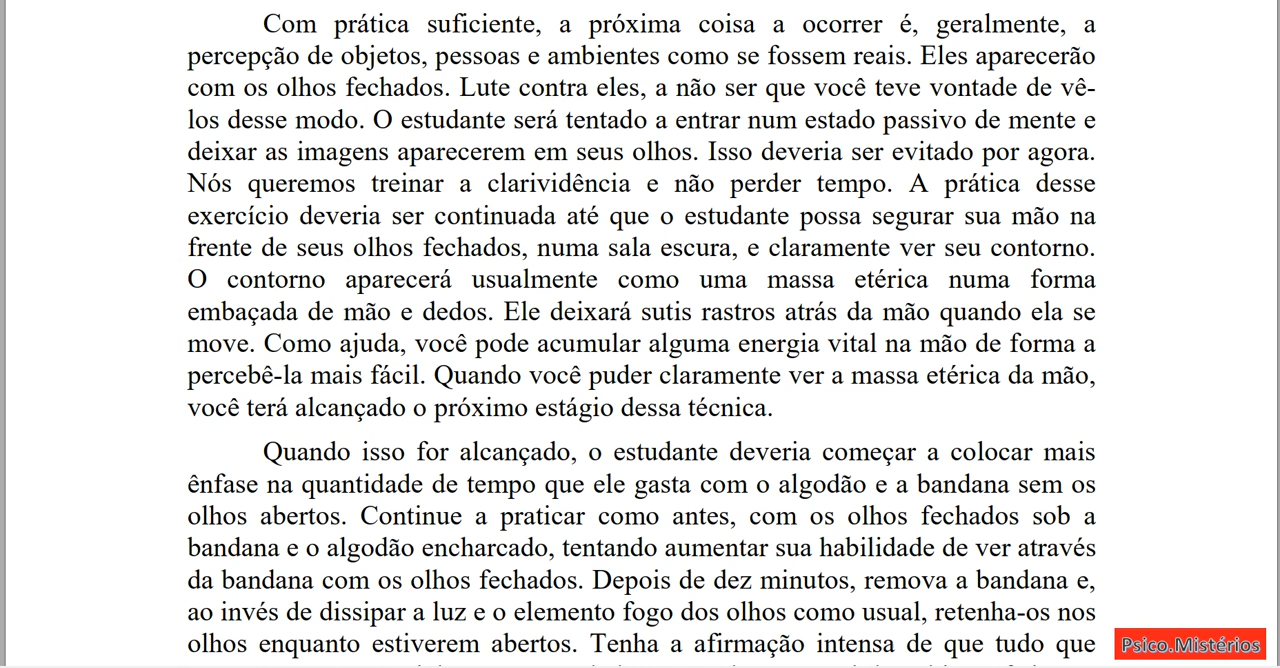 Com prática suficiente, a próxima coisa a ocorrer é, geralmente, a
percepção de objetos, pessoas e ambientes como se fossem reais. Eles aparecerão
com os olhos fechados. Lute contra eles, a não ser que você teve vontade de vê-
los desse modo. O estudante será tentado a entrar num estado passivo de mente e
deixar as imagens aparecerem em seus olhos. Isso deveria ser evitado por agora.
Nós queremos treinar a clarividência e não perder tempo. A prática desse
exercício deveria ser continuada até que o estudante possa segurar sua mão na
frente de seus olhos fechados, numa sala escura, e claramente ver seu contorno.
O contorno aparecerá usualmente como uma massa etérica numa forma
embaçada de mão e dedos. Ele deixará sutis rastros atrás da mão quando ela se
move. Como ajuda, você pode acumular alguma energia vital na mão de forma a
percebê-la mais fácil. Quando você puder claramente ver a massa etérica da mão,
você terá alcançado o próximo estágio dessa técnica.
Quando isso for alcançado, o estudante deveria começar a colocar mais
ênfase na quantidade de tempo que ele gasta com o algodão e a bandana sem os
olhos abertos. Continue a praticar como antes, com os olhos fechados sob a
bandana e o algodão encharcado, tentando aumentar sua habilidade de ver através
da bandana com os olhos fechados. Depois de dez minutos, remova a bandana e,
ao invés de dissipar a luz e o elemento fogo dos olhos como usual, retenha-os nos
olhos enquanto estiverem abertos. Tenha a afirmação intensa de que tudo que
Psico.Mistérios